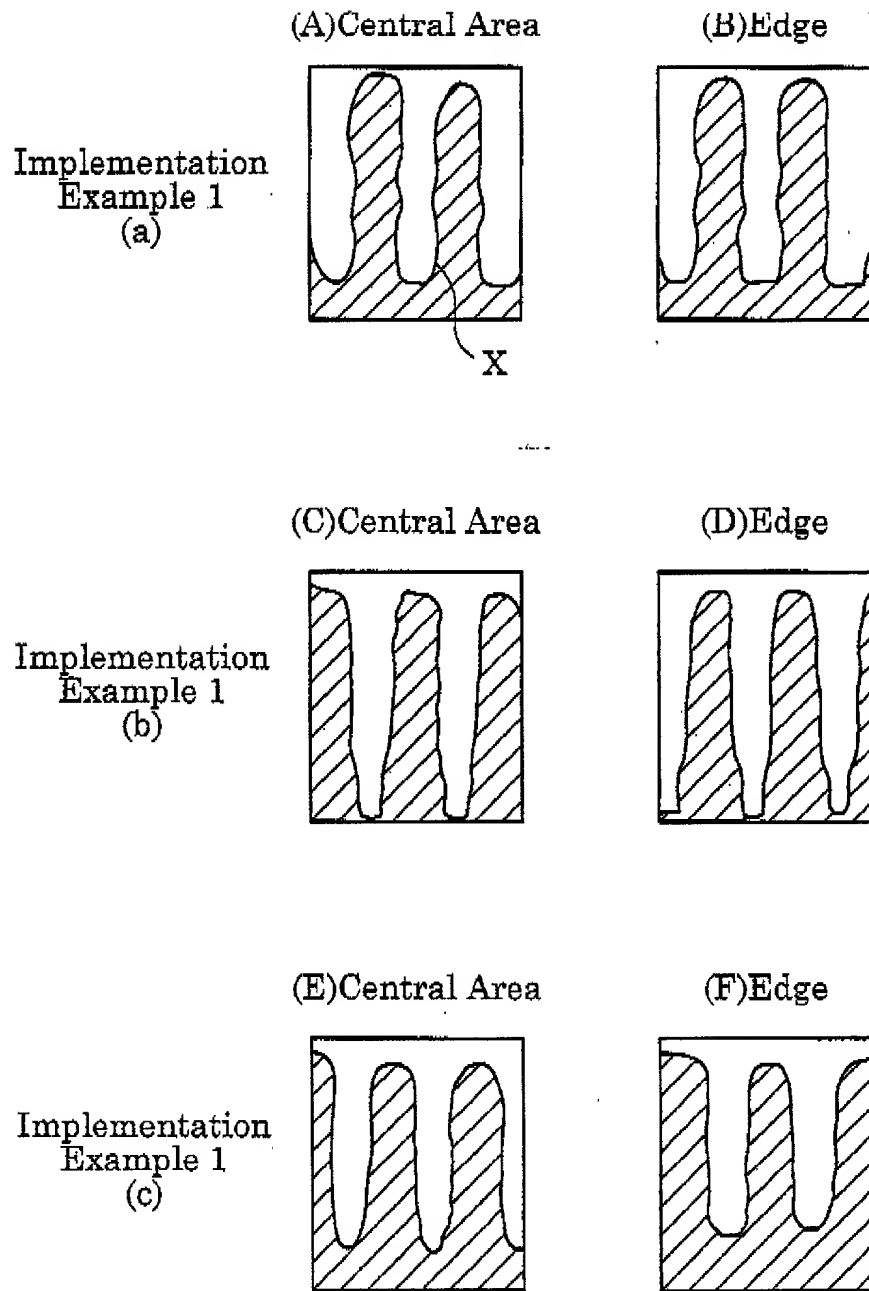 (A)Central Area
(B)Edge
Implementation
Example 1
(a)
X
(C)Central Area
(D)Edge
Implementation
Example 1
(b)
(E)Central Area
(F)Edge
Implementation
Example 1
(c)